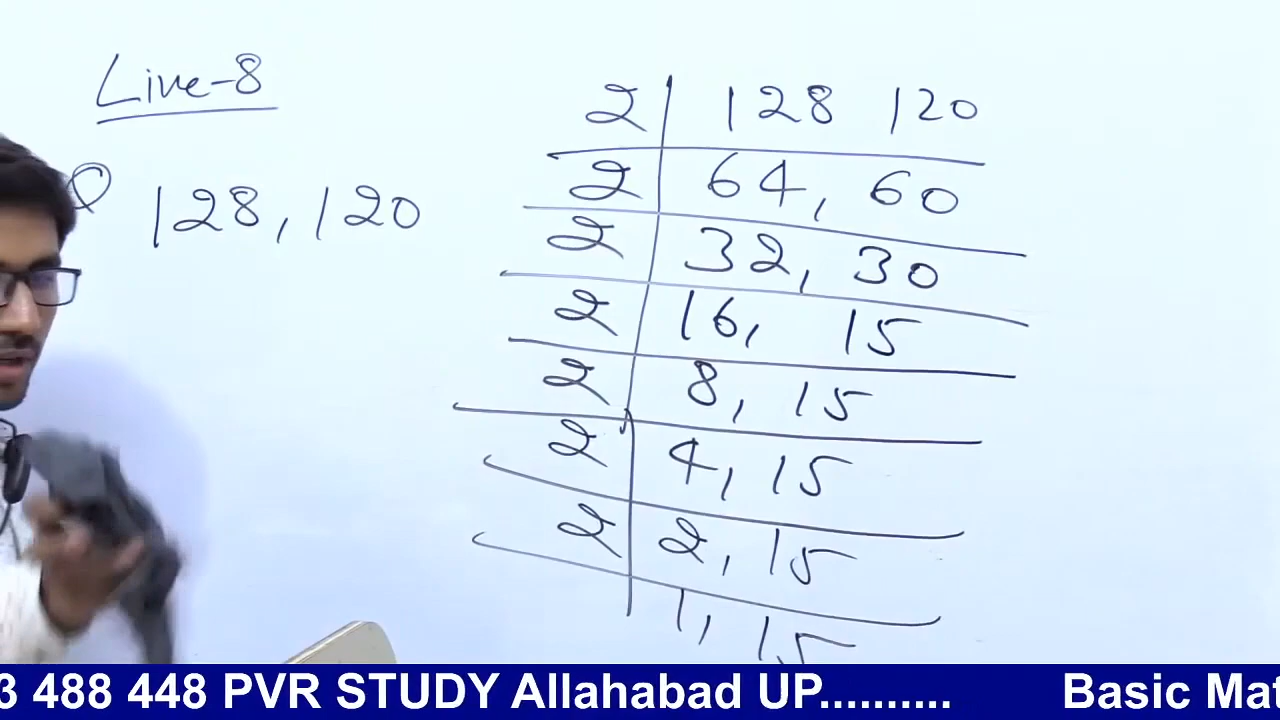 Live-8
Q 128, 120
2 128 120
2 64, 60
2 32, 30
2 16, 15
2 8, 15
2 4, 15
2 2, 15
1, 15
3 488 448 PVR STUDY Allahabad UP.......... Basic Mat